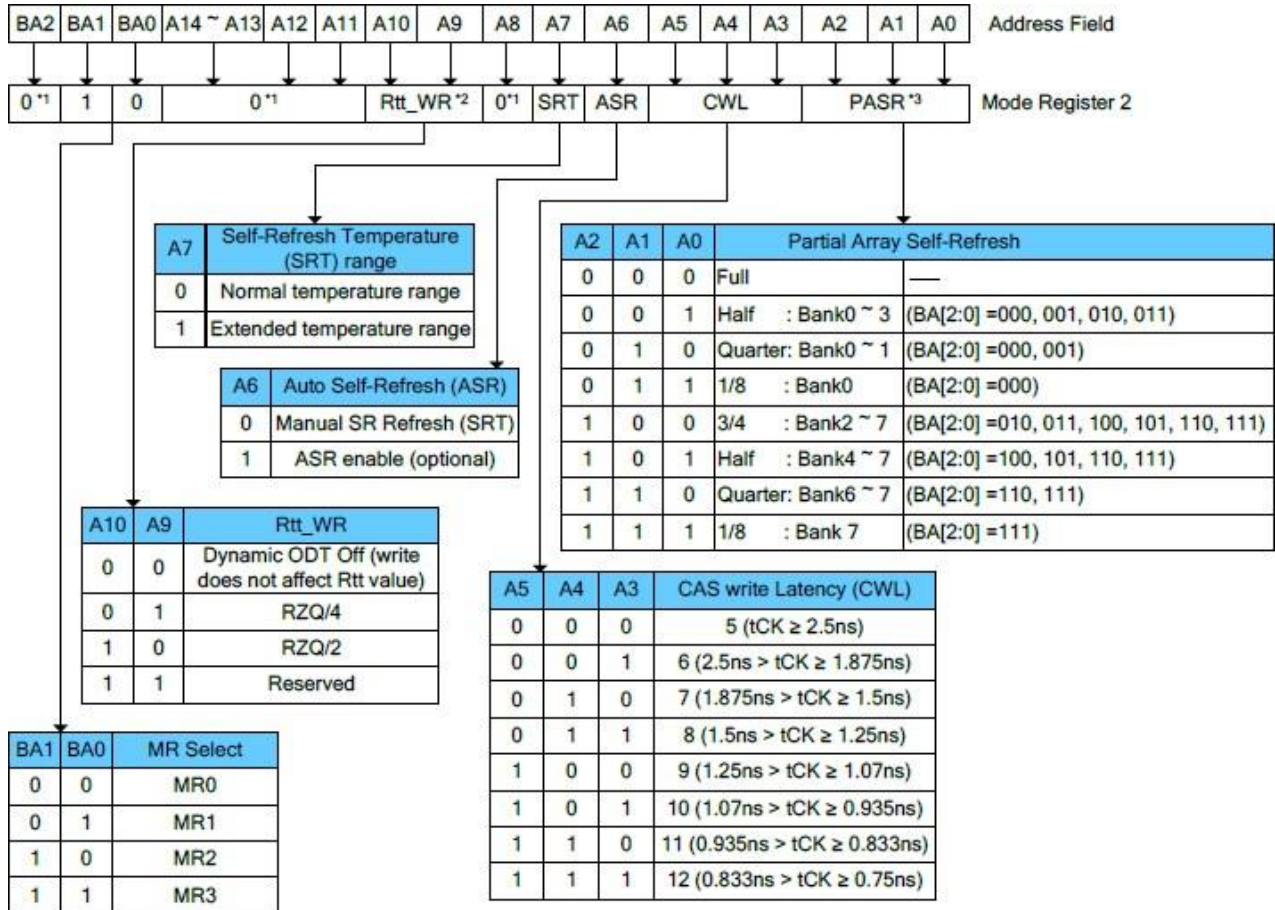 BA2 BA1 BA0 A14 ~ A13 A12 A11 A10 A9 A8 A7 A6 A5 A4 A3 A2 A1 A0 Address Field
0*1 1 0 0*1 Rtt_WR*2 0*1 SRT ASR CWL PASR*3 Mode Register 2
A7 Self-Refresh Temperature
(SRT) range
0 Normal temperature range
1 Extended temperature range
A6 Auto Self-Refresh (ASR)
0 Manual SR Refresh (SRT)
1 ASR enable (optional)
A2 A1 A0 Partial Array Self-Refresh
0 0 0 Full —
0 0 1 Half : Bank0 ~ 3 (BA[2:0] =000, 001, 010, 011)
0 1 0 Quarter: Bank0 ~ 1 (BA[2:0] =000, 001)
0 1 1 1/8 : Bank0 (BA[2:0] =000)
1 0 0 3/4 : Bank2 ~ 7 (BA[2:0] =010, 011, 100, 101, 110, 111)
1 0 1 Half : Bank4 ~ 7 (BA[2:0] =100, 101, 110, 111)
1 1 0 Quarter: Bank6 ~ 7 (BA[2:0] =110, 111)
1 1 1 1/8 : Bank 7 (BA[2:0] =111)
A10 A9 Rtt_WR
0 0 Dynamic ODT Off (write
does not affect Rtt value)
0 1 RZQ/4
1 0 RZQ/2
1 1 Reserved
A5 A4 A3 CAS write Latency (CWL)
0 0 0 5 (tCK ≥ 2.5ns)
0 0 1 6 (2.5ns > tCK ≥ 1.875ns)
0 1 0 7 (1.875ns > tCK ≥ 1.5ns)
0 1 1 8 (1.5ns > tCK ≥ 1.25ns)
1 0 0 9 (1.25ns > tCK ≥ 1.07ns)
1 0 1 10 (1.07ns > tCK ≥ 0.935ns)
1 1 0 11 (0.935ns > tCK ≥ 0.833ns)
1 1 1 12 (0.833ns > tCK ≥ 0.75ns)
BA1 BA0 MR Select
0 0 MR0
0 1 MR1
1 0 MR2
1 1 MR3